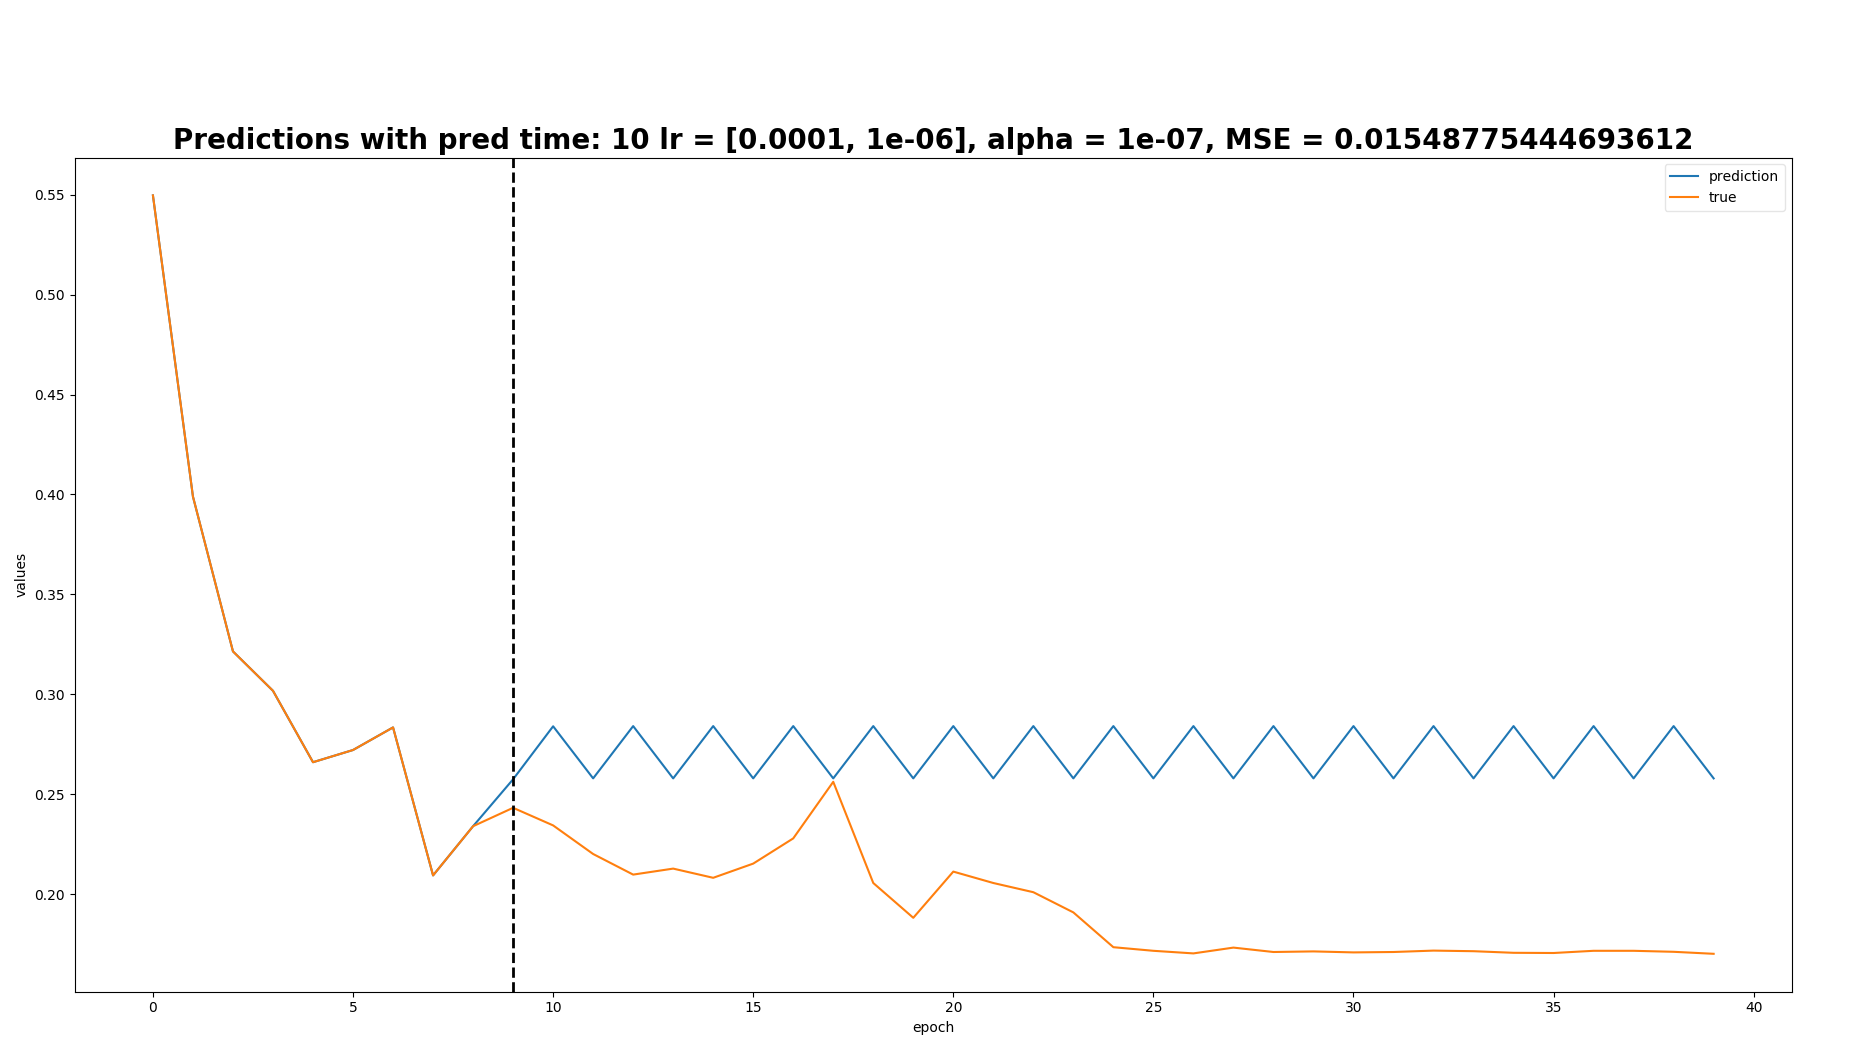 Predictions with pred time: 10 lr = [0.0001, 1e-06], alpha = 1e-07, MSE = 0.01548775444693612
prediction
true
0.55
0.50
0.45
0.40
0.35
0.30
0.25
0.20
values
0 5 10 15 20 25 30 35 40
epoch